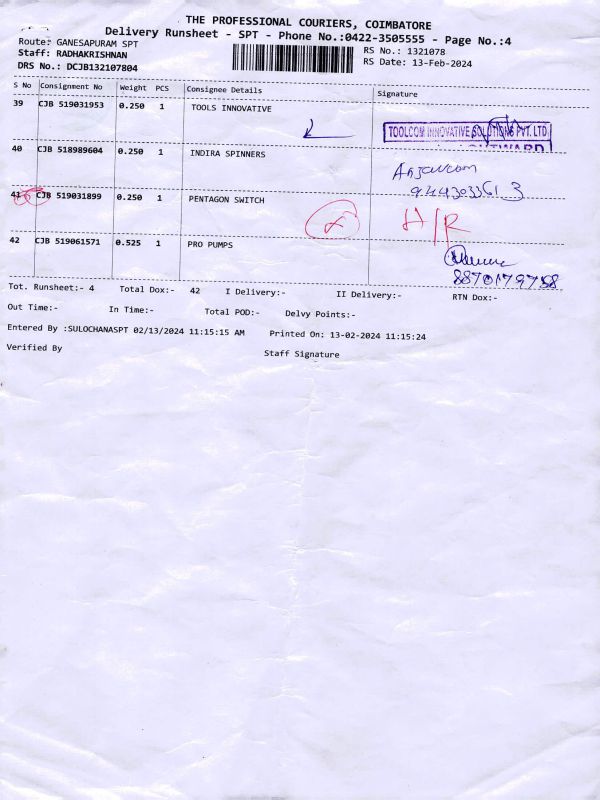 THE PROFESSIONAL COURIERS, COIMBATORE
Delivery Runsheet - SPT - Phone No.:0422-3505555 - Page No.:4
Route: GANESAPURAM SPT
RS No.: 1321078
Staff: RADHAKRISHNAN
RS Date: 13-Feb-2024
DRS No.: DCJB132107804
S No Consignment No Weight PCS Consignee Details Signature
39 CJB 519031953 0.250 1 TOOLS INNOVATIVE
TOOLCOM INNOVATIVE SOLUTIONS PVT. LTD
40 CJB 518989604 0.250 1 INDIRA SPINNERS
41 CJB 519031899 0.250 1 PENTAGON SWITCH H/R
42 CJB 519061571 0.525 1 PRO PUMPS
8870179758
Tot. Runsheet:- 4 Total Dox:- 42 I Delivery:- II Delivery:- RTN Dox:-
Out Time:- In Time:- Total POD:- Delvy Points:-
Entered By :SULOCHANASPT 02/13/2024 11:15:15 AM Printed On: 13-02-2024 11:15:24
Verified By Staff Signature